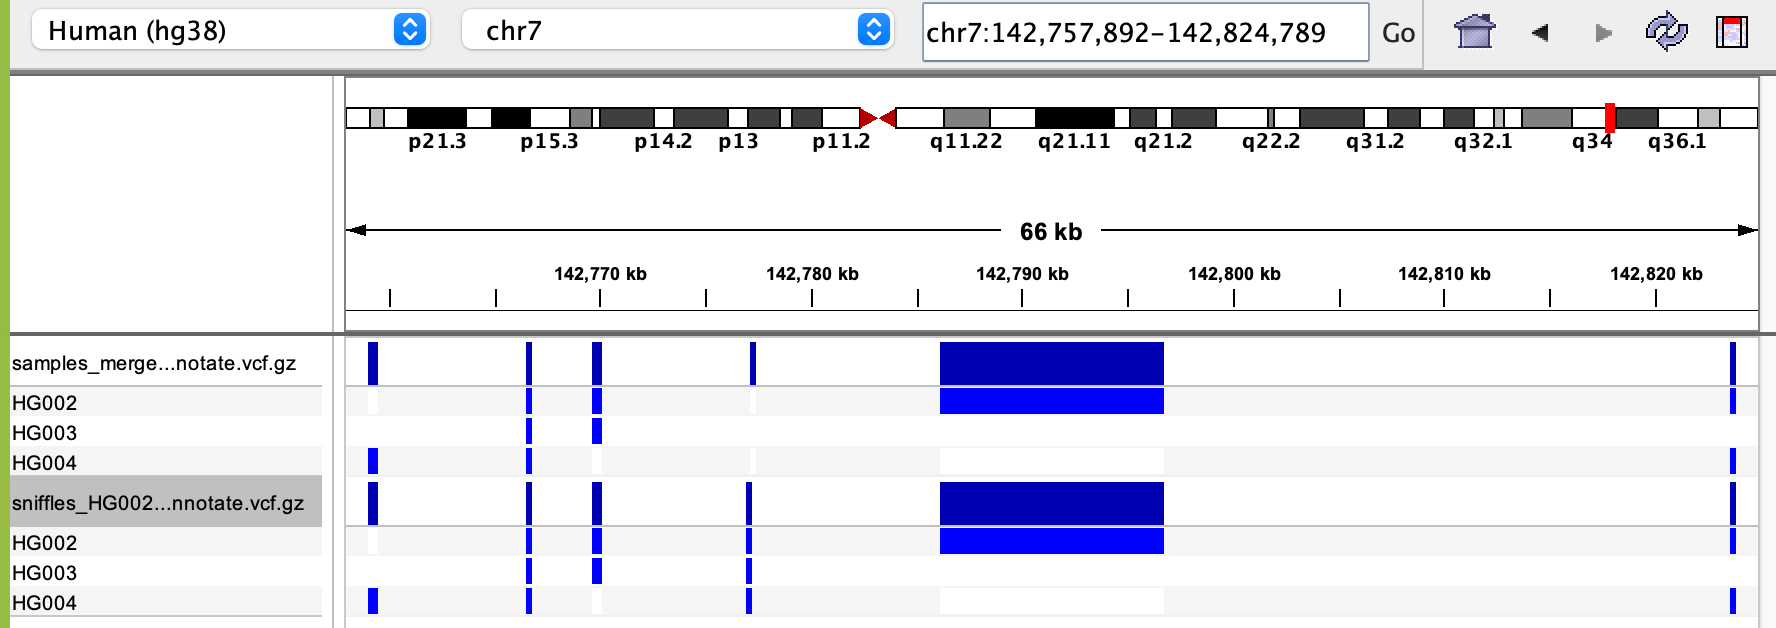 Human (hg38) chr7 chr7:142,757,892-142,824,789 Go
p21.3 p15.3 p14.2 p13 p11.2 q11.22 q21.11 q21.2 q22.2 q31.2 q32.1 q34 q36.1
66 kb
142,770 kb 142,780 kb 142,790 kb 142,800 kb 142,810 kb 142,820 kb
samples_merge...notate.vcf.gz
HG002
HG003
HG004
sniffles_HG002...nnotate.vcf.gz
HG002
HG003
HG004